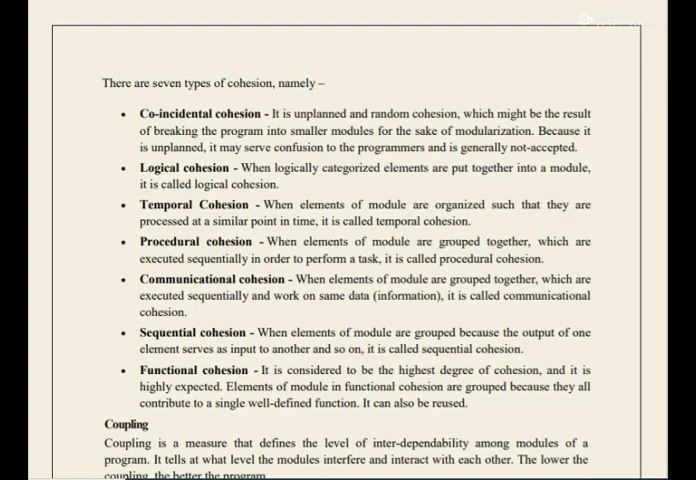 There are seven types of cohesion, namely –
• Co-incidental cohesion - It is unplanned and random cohesion, which might be the result
of breaking the program into smaller modules for the sake of modularization. Because it
is unplanned, it may serve confusion to the programmers and is generally not-accepted.
• Logical cohesion - When logically categorized elements are put together into a module,
it is called logical cohesion.
• Temporal Cohesion - When elements of module are organized such that they are
processed at a similar point in time, it is called temporal cohesion.
• Procedural cohesion - When elements of module are grouped together, which are
executed sequentially in order to perform a task, it is called procedural cohesion.
• Communicational cohesion - When elements of module are grouped together, which are
executed sequentially and work on same data (information), it is called communicational
cohesion.
• Sequential cohesion - When elements of module are grouped because the output of one
element serves as input to another and so on, it is called sequential cohesion.
• Functional cohesion - It is considered to be the highest degree of cohesion, and it is
highly expected. Elements of module in functional cohesion are grouped because they all
contribute to a single well-defined function. It can also be reused.
Coupling
Coupling is a measure that defines the level of inter-dependability among modules of a
program. It tells at what level the modules interfere and interact with each other. The lower the
coupling, the better the program